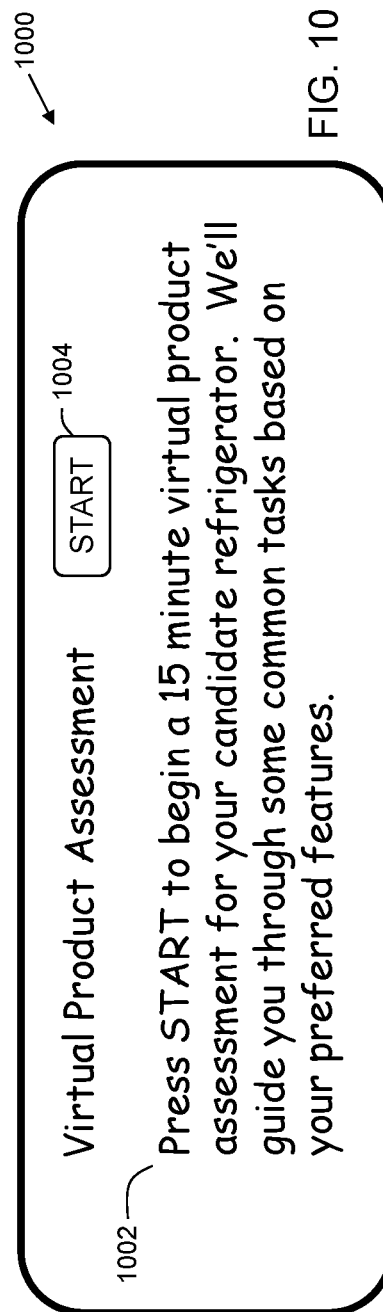 1000
Virtual Product Assessment
START
1004
1002
Press START to begin a 15 minute virtual product
assessment for your candidate refrigerator. We'll
guide you through some common tasks based on
your preferred features.
FIG. 10